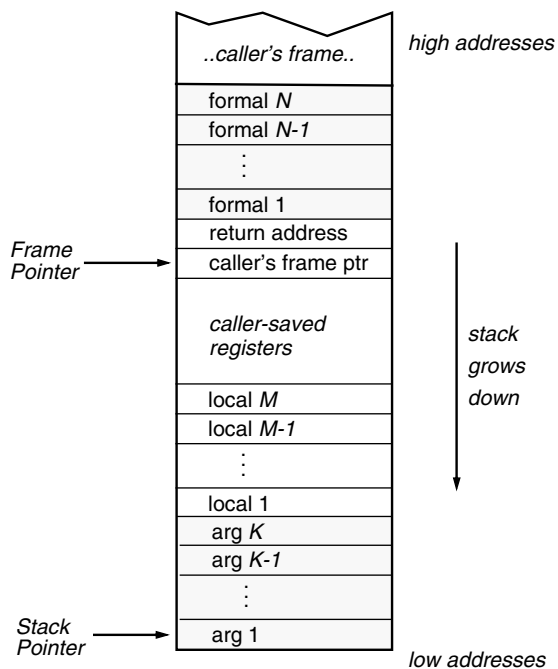 ..caller's frame..
high addresses
formal N
formal N-1
⋮
formal 1
return address
Frame
Pointer
caller's frame ptr
caller-saved
registers
stack
grows
down
local M
local M-1
⋮
local 1
arg K
arg K-1
⋮
Stack
Pointer
arg 1
low addresses